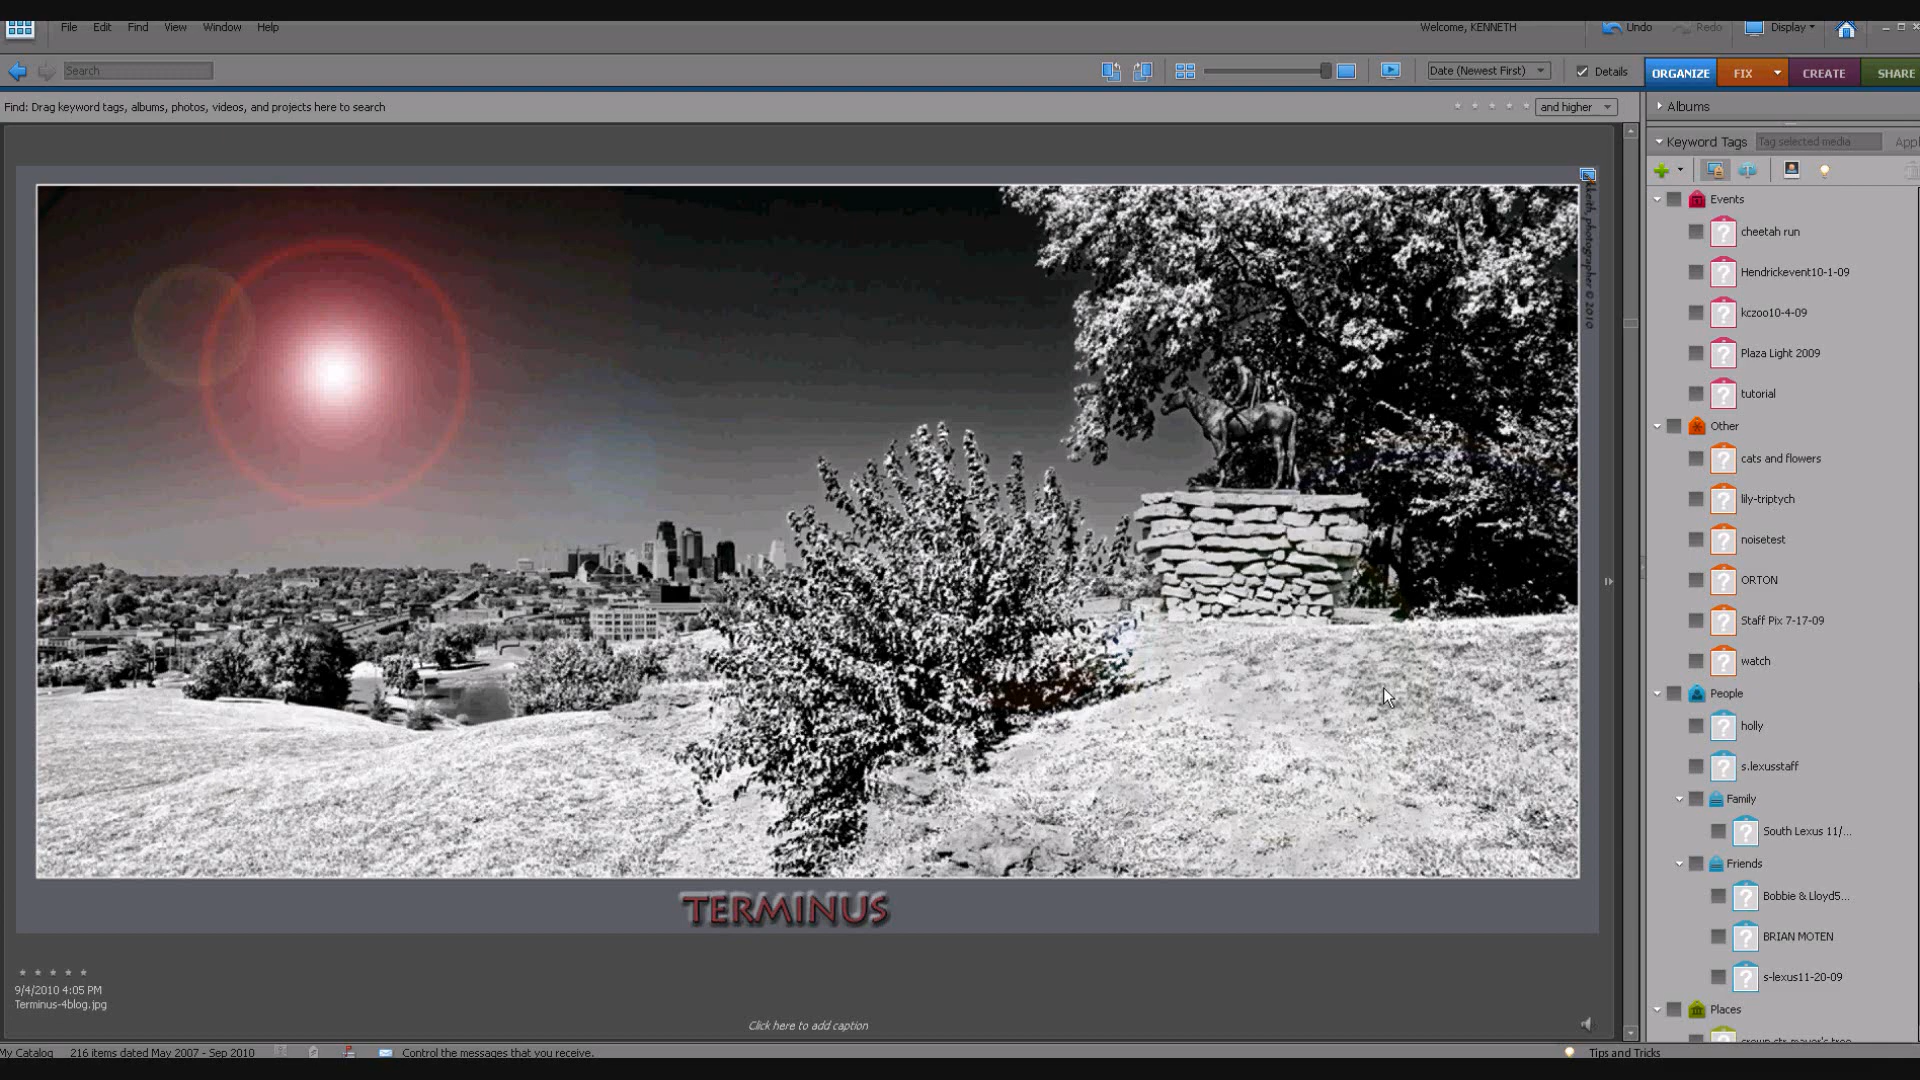 File Edit Find View Window Help
Welcome, KENNETH
Undo Redo Display
Search
Date (Newest First)
Details
ORGANIZE FIX CREATE SHARE
Find: Drag keyword tags, albums, photos, videos, and projects here to search
and higher
Albums
Keyword Tags
Tag selected media
Appl
Events
cheetah run
Hendrickevent10-1-09
kczoo10-4-09
Plaza Light 2009
tutorial
Other
cats and flowers
lily-triptych
noisetest
ORTON
Staff Pix 7-17-09
watch
People
holly
s.lexusstaff
Family
South Lexus 11/...
Friends
Bobbie & Lloyd5...
BRIAN MOTEN
s-lexus11-20-09
Places
photographer © 2010
TERMINUS
9/4/2010 4:05 PM
Terminus-4blog.jpg
Click here to add caption
My Catalog 216 items dated May 2007 - Sep 2010
Control the messages that you receive.
Tips and Tricks